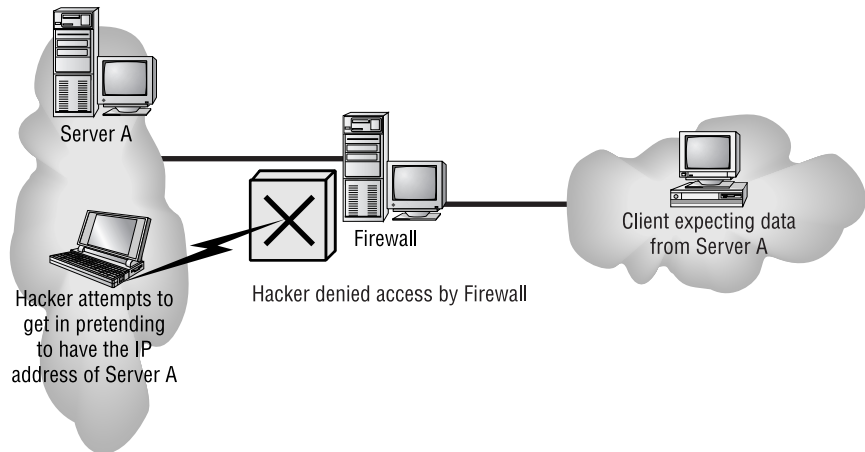 Server A
Firewall
Client expecting data
from Server A
Hacker attempts to
get in pretending
to have the IP
address of Server A
Hacker denied access by Firewall